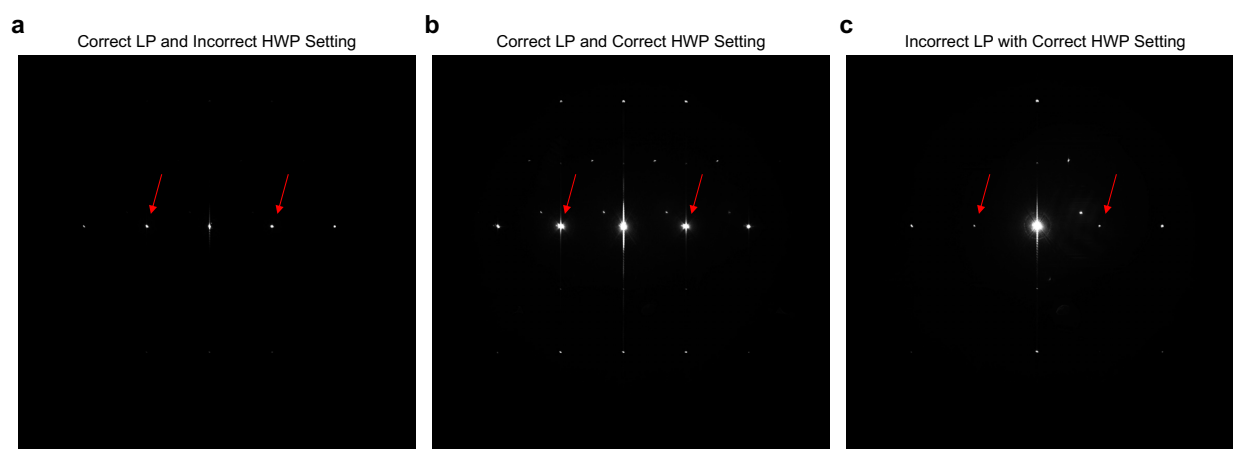 a
Correct LP and Incorrect HWP Setting
b
Correct LP and Correct HWP Setting
c
Incorrect LP with Correct HWP Setting